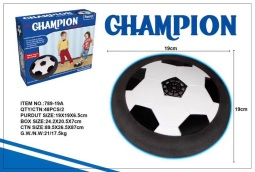 CHAMPION
CHAMPION
19cm
19cm
ITEM NO.:789-19A
QTY/CTN:48PCS/2
PURDUT SIZE:19X19X6.5cm
BOX SIZE:24.2X20.5X7cm
CTN SIZE:89.5X26.5X87cm
G.W./N.W:21/17.5kg